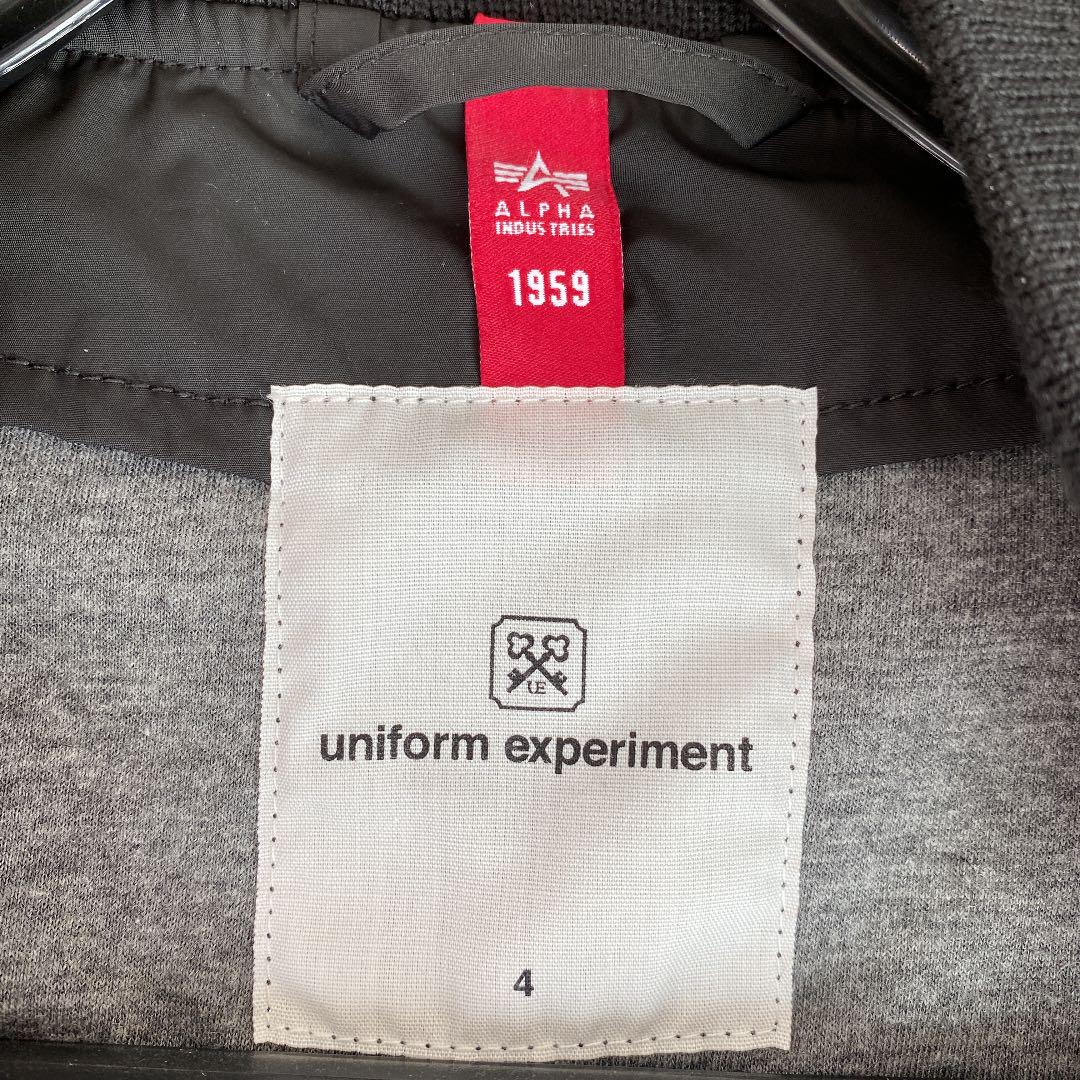 ALPHA
INDUSTRIES
1959
UE
uniform experiment
4